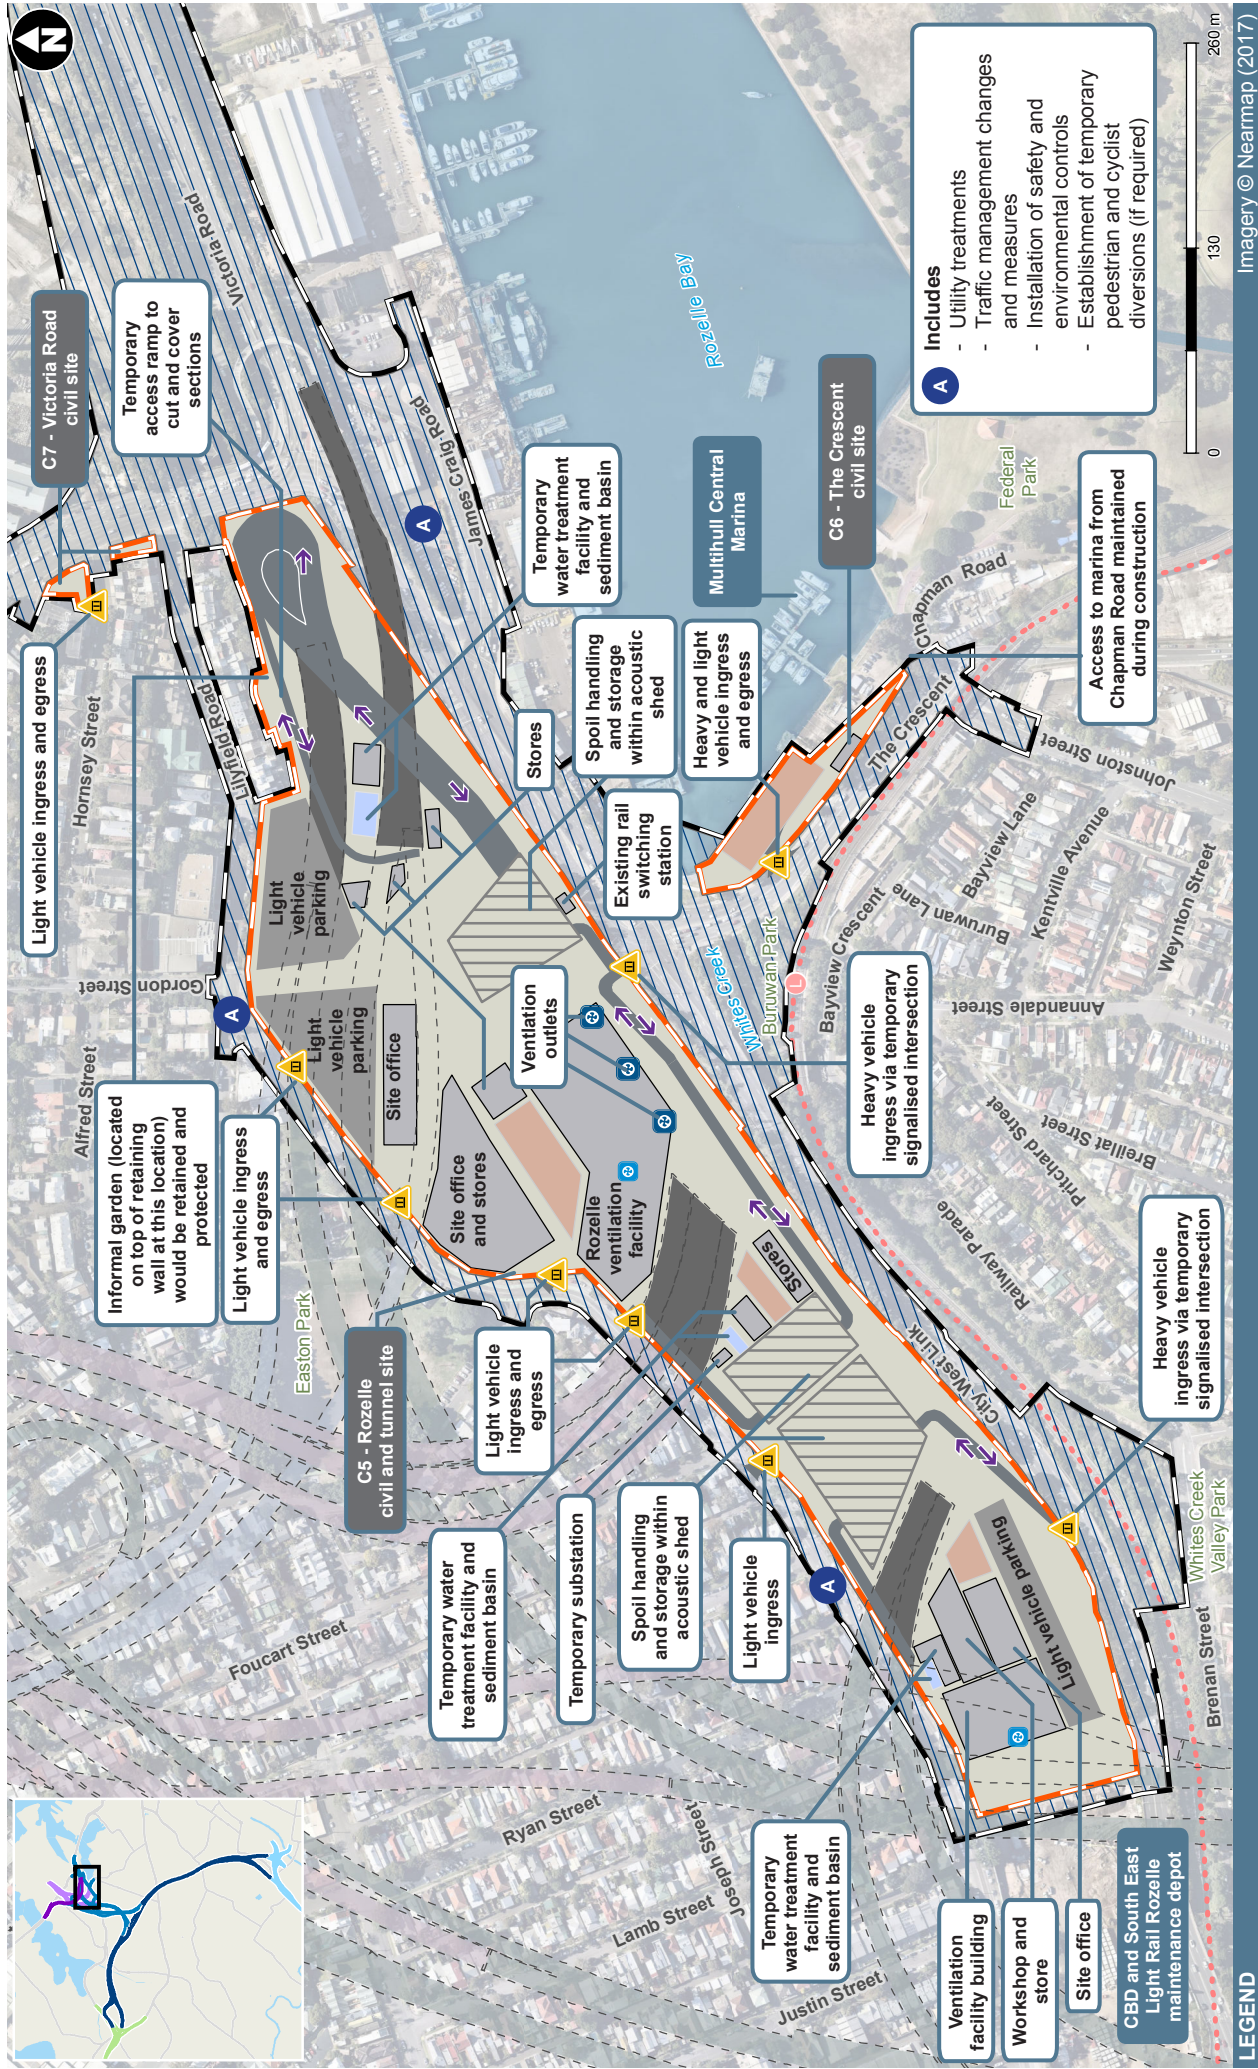 N
C7 - Victoria Road
civil site
Temporary
access ramp to
cut and cover
sections
Victoria Road
Light vehicle ingress and egress
Hornsey Street
Lilyfield Road
Gordon Street
Alfred Street
Informal garden (located
on top of retaining
wall at this location)
would be retained and
protected
Light vehicle ingress
and egress
Easton Park
C5 - Rozelle
civil and tunnel site
Light vehicle
ingress and
egress
Temporary water
treatment facility and
sediment basin
Temporary substation
Spoil handling
and storage within
acoustic shed
Light vehicle
ingress
Foucart Street
Ryan Street
Lamb Street
Joseph Street
Justin Street
Temporary
water treatment
facility and
sediment basin
Ventilation
facility building
Workshop and
store
Site office
CBD and South East
Light Rail Rozelle
maintenance depot
Light
vehicle
parking
Light
vehicle
parking
Site office
Site office
and stores
Rozelle
ventilation
facility
Stores
Light vehicle parking
Ventilation
outlets
Stores
Temporary
water treatment
facility and
sediment basin
Spoil handling
and storage
within acoustic
shed
Heavy and light
vehicle ingress
and egress
Existing rail
switching
station
James Craig Road
A
A
A
Rozelle Bay
Multihull Central
Marina
C6 - The Crescent
civil site
Chapman Road
The Crescent
Johnston Street
Federal
Park
Access to marina from
Chapman Road maintained
during construction
Whites Creek
Buruwan Park
L
Bayview Crescent
Buruwan Lane
Bayview Lane
Kentville Avenue
Weynton Street
Annandale Street
Heavy vehicle
ingress via temporary
signalised intersection
Pritchard Street
Breillat Street
Railway Parade
City West Link
Heavy vehicle
ingress via temporary
signalised intersection
Whites Creek
Valley Park
Brenan Street
A
Includes
- Utility treatments
- Traffic management changes
and measures
- Installation of safety and
environmental controls
- Establishment of temporary
pedestrian and cyclist
diversions (if required)
0
130
260 m
LEGEND
Imagery © Nearmap (2017)